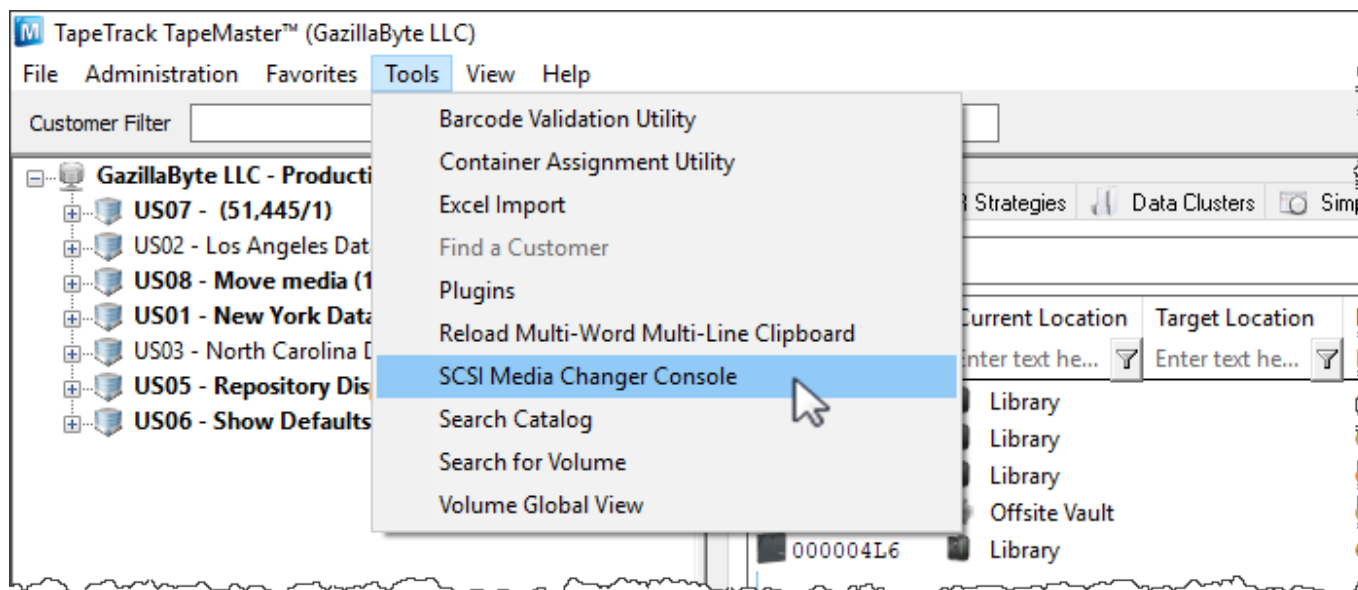 TapeTrack TapeMaster™ (GazillaByte LLC)
File Administration Favorites Tools View Help
Customer Filter
Barcode Validation Utility
Container Assignment Utility
Excel Import
Find a Customer
Plugins
Reload Multi-Word Multi-Line Clipboard
SCSI Media Changer Console
Search Catalog
Search for Volume
Volume Global View
GazillaByte LLC - Producti
US07 - (51,445/1)
US02 - Los Angeles Dat
US08 - Move media (1
US01 - New York Data
US03 - North Carolina D
US05 - Repository Dis
US06 - Show Defaults
Strategies Data Clusters Simp
Current Location Target Location
Enter text he... Enter text he...
Library
Library
Library
Offsite Vault
000004L6 Library